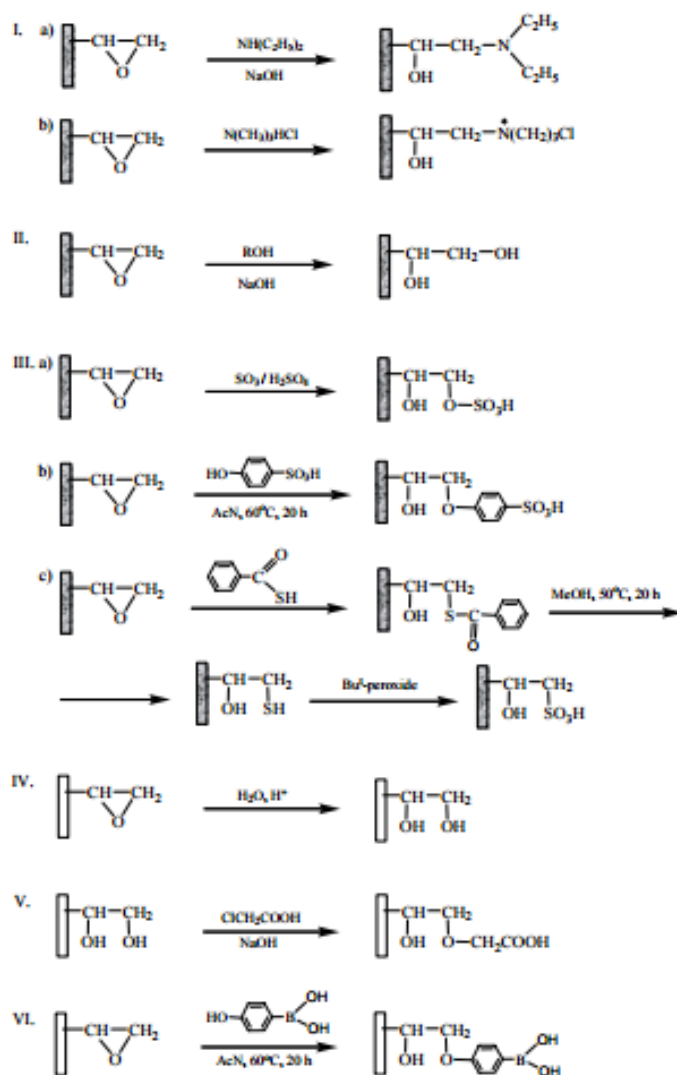 I. a) CH—CH₂ O NH(C₂H₅)₂ NaOH CH—CH₂—N C₂H₅ C₂H₅ OH
b) CH—CH₂ O N(CH₃)₃HCl CH—CH₂—N(CH₂)₃Cl OH
II. CH—CH₂ O ROH NaOH CH—CH₂—OH OH
III. a) CH—CH₂ O SO₃ / H₂SO₄ CH—CH₂ OH O—SO₃H
b) CH—CH₂ O HO SO₃H AcN, 60°C, 20 h CH—CH₂ OH O SO₃H
c) CH—CH₂ O C O SH CH—CH₂ OH S—C O MeOH, 50°C, 20 h
CH—CH₂ OH SH Buᵗ-peroxide CH—CH₂ OH SO₃H
IV. CH—CH₂ O H₂O, H⁺ CH—CH₂ OH OH
V. CH—CH₂ OH OH ClCH₂COOH NaOH CH—CH₂ OH O—CH₂COOH
VI. CH—CH₂ O HO B OH OH AcN, 60°C, 20 h CH—CH₂ OH O B OH OH